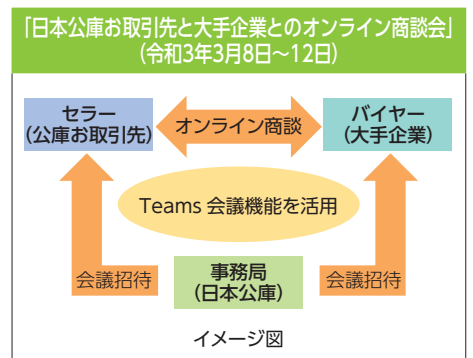 「日本公庫お取引先と大手企業とのオンライン商談会」
(令和3年3月8日〜12日)
セラー
(公庫お取引先)
オンライン商談
バイヤー
(大手企業)
Teams 会議機能を活用
会議招待
事務局
(日本公庫)
会議招待
イメージ図